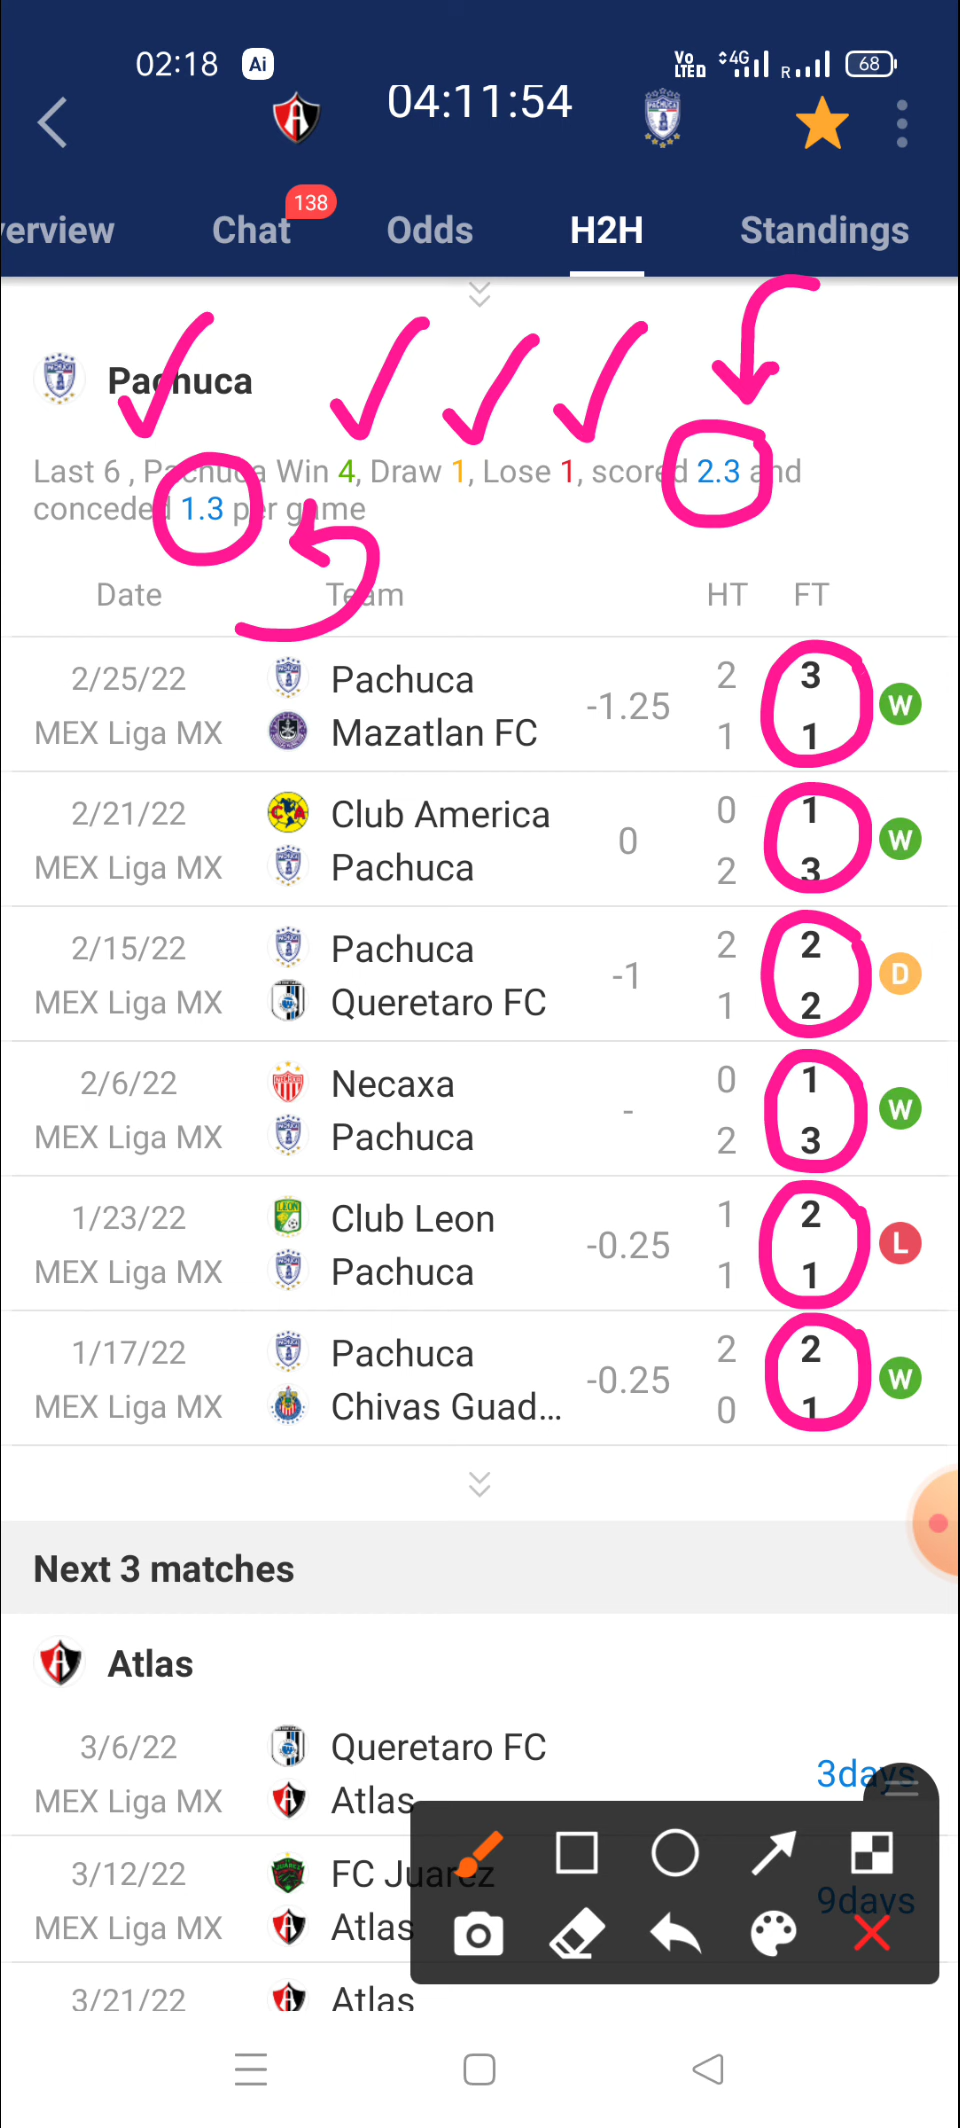 02:18 Ai Vo LTED 4G R 68
04:11:54
verview Chat 138 Odds H2H Standings
Pachuca
Last 6 , Pachuca Win 4, Draw 1, Lose 1, scored 2.3 and
conceded 1.3 per game
Date Team HT FT
2/25/22 Pachuca 2 3
-1.25 W
MEX Liga MX Mazatlan FC 1 1
2/21/22 Club America 0 1
0 W
MEX Liga MX Pachuca 2 3
2/15/22 Pachuca 2 2
-1 D
MEX Liga MX Queretaro FC 1 2
2/6/22 Necaxa 0 1
- W
MEX Liga MX Pachuca 2 3
1/23/22 Club Leon 1 2
-0.25 L
MEX Liga MX Pachuca 1 1
1/17/22 Pachuca 2 2
-0.25 W
MEX Liga MX Chivas Guad... 0 1
Next 3 matches
Atlas
3/6/22 Queretaro FC
3days
MEX Liga MX Atlas
3/12/22 FC Juarez
9days
MEX Liga MX Atlas
3/21/22 Atlas